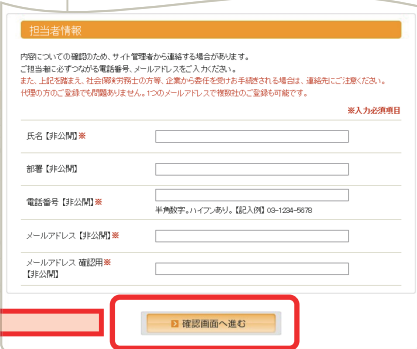 担当者情報
内容についての確認のため、サイト管理者から連絡する場合があります。
ご担当者に必ずつながる電話番号、メールアドレスをご入力ください。
また、上記を踏まえ、社会保険労務士の方等、企業から委任を受けお手続きされる場合は、連絡先にご注意ください。
代理の方のご登録でも問題ありません。1つのメールアドレスで複数社のご登録も可能です。
※入力必須項目
氏名【非公開】※
部署【非公開】
電話番号【非公開】※
半角数字。ハイフンあり。【記入例】03-1234-5678
メールアドレス【非公開】※
メールアドレス 確認用※
【非公開】
確認画面へ進む